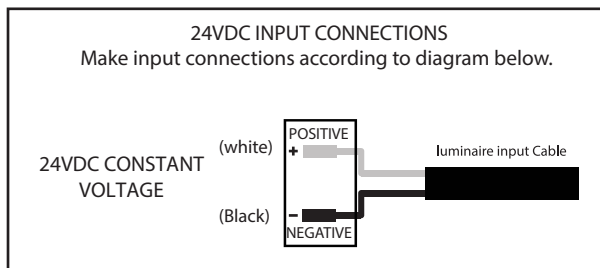 24VDC INPUT CONNECTIONS
Make input connections according to diagram below.
24VDC CONSTANT
VOLTAGE
(white)
POSITIVE
+
(Black)
-
NEGATIVE
luminaire input Cable